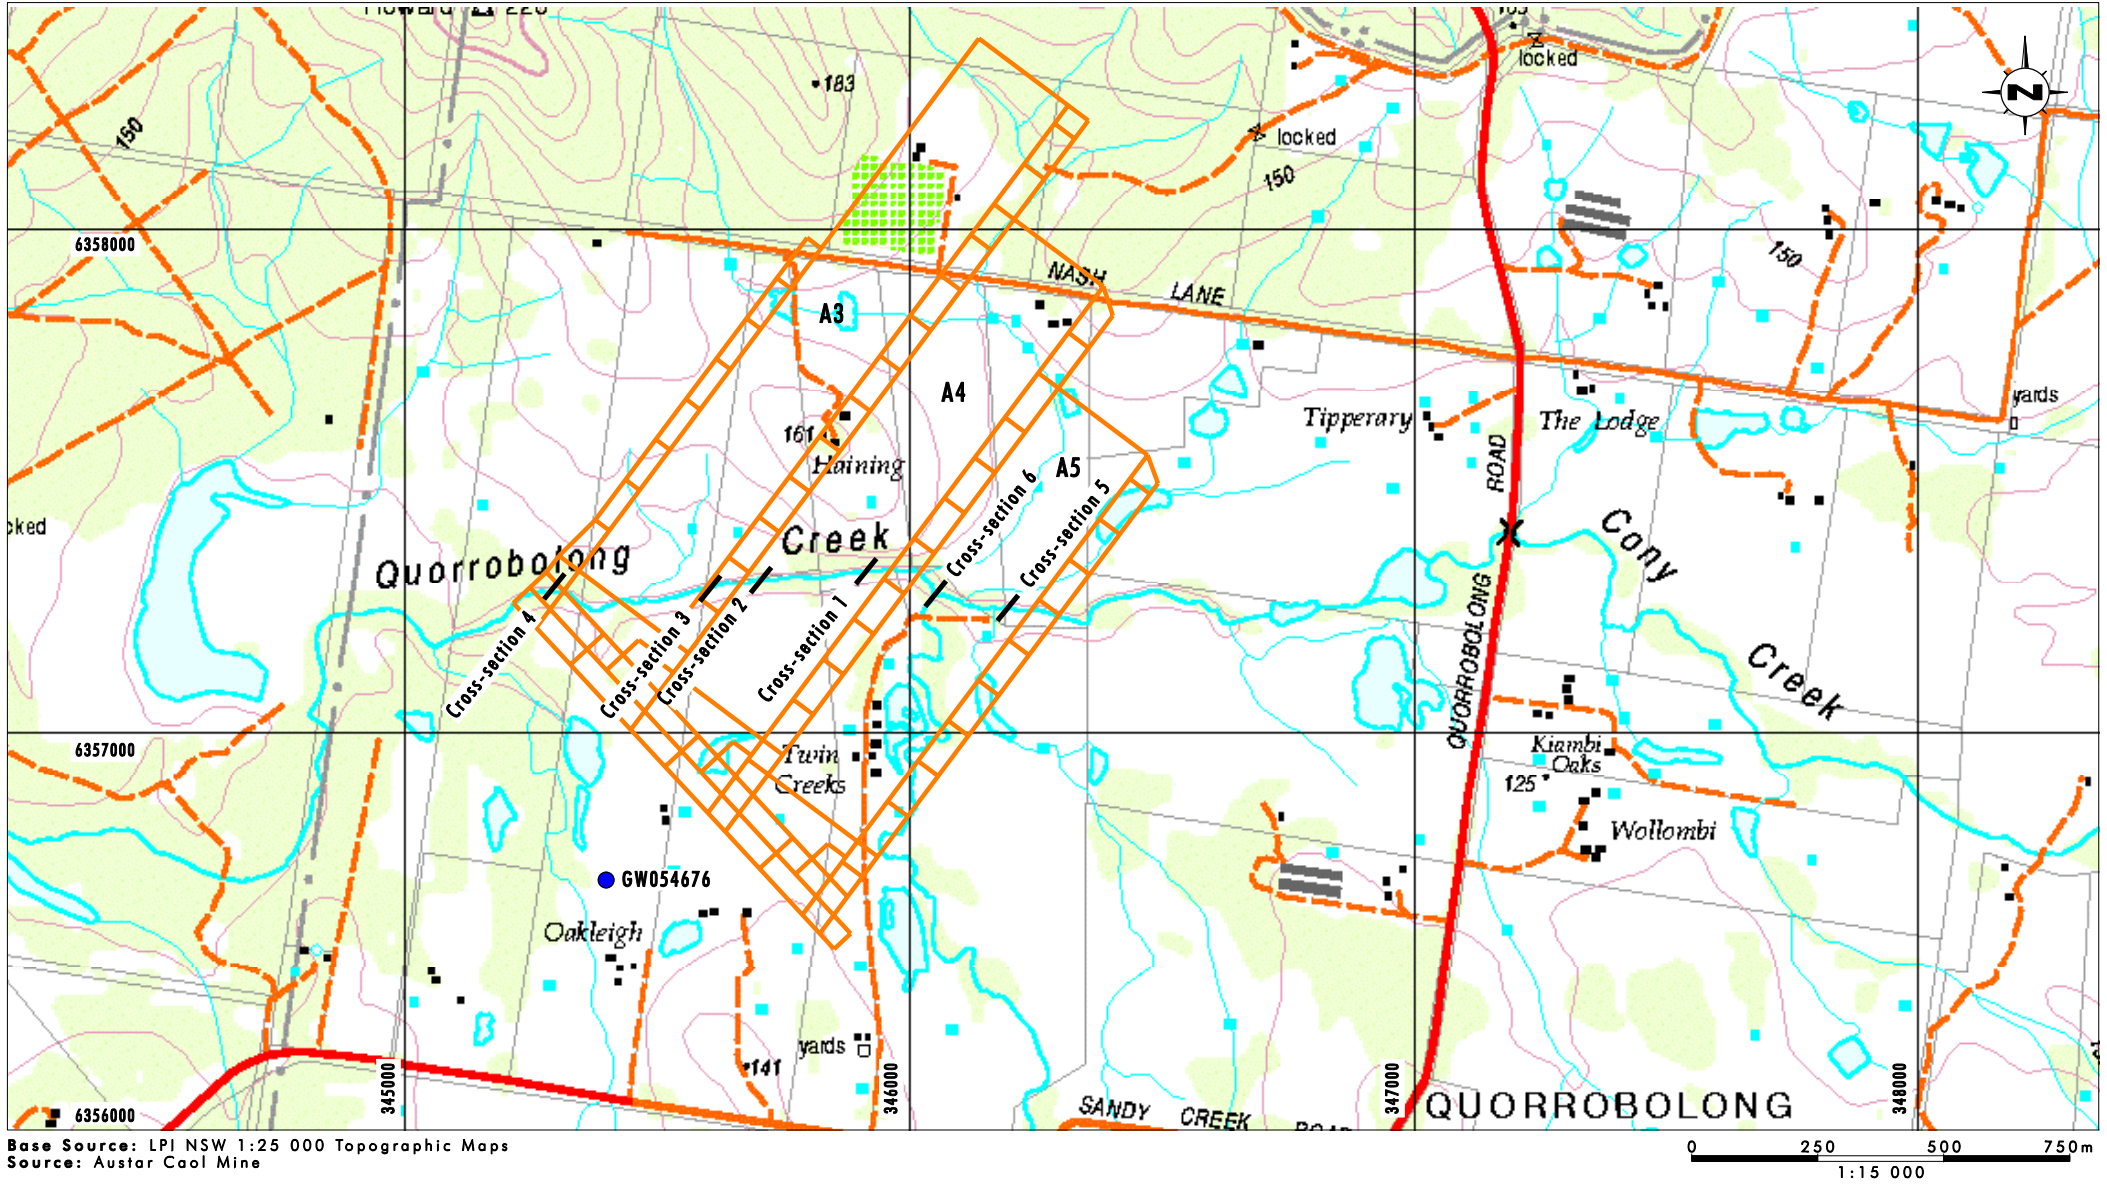 Howard 226
183
163
locked
locked
150
150
N
6358000
NASH
LANE
150
A3
A4
161
Haining
Tipperary
The Lodge
yards
ROAD
A5
cked
Quorrobolong
Creek
Cony
Creek
Cross-section 6
Cross-section 5
Cross-section 4
Cross-section 3
Cross-section 2
Cross-section 1
QUORROBOLONG
6357000
Twin
Creeks
Kiambi
Oaks
125
Wollombi
GW054676
Oakleigh
yards
141
345000
346000
347000
348000
6356000
SANDY CREEK
QUORROBOLONG
Base Source: LPI NSW 1:25 000 Topographic Maps
Source: Austar Caol Mine
0 250 500 750m
1:15 000